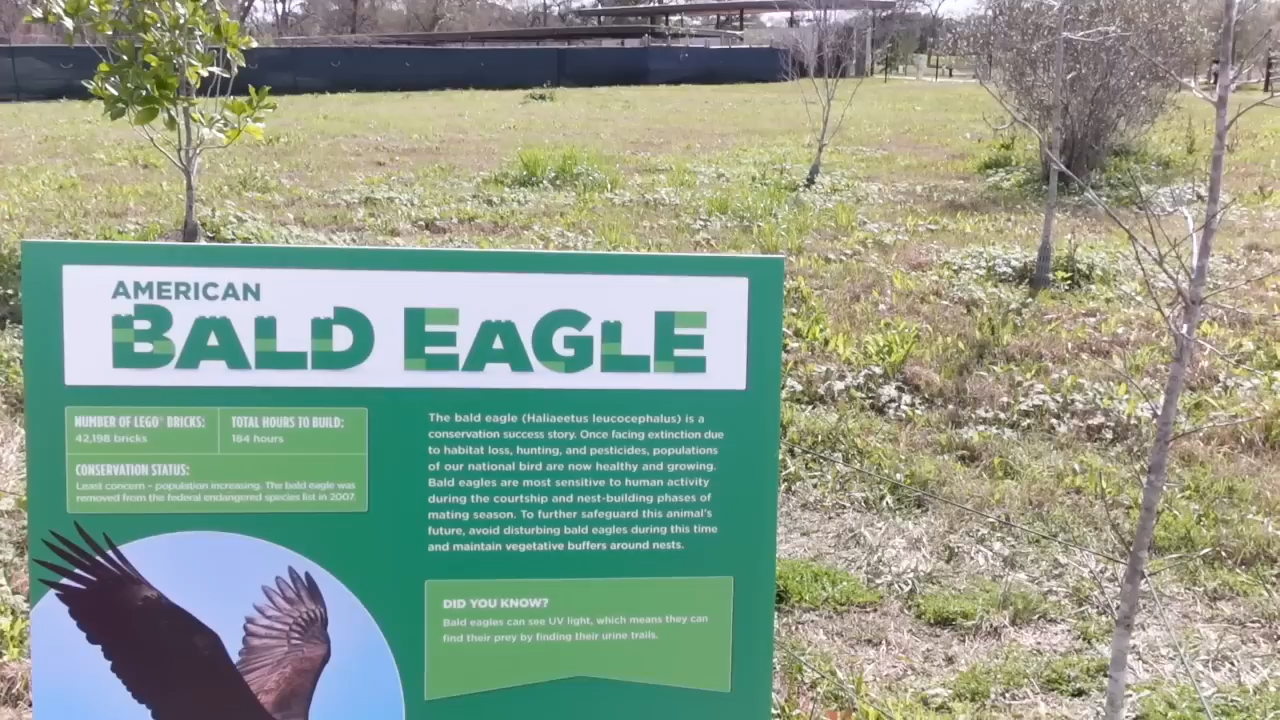 AMERICAN
BALD EAGLE
NUMBER OF LEGO® BRICKS:
42,198 bricks
TOTAL HOURS TO BUILD:
184 hours
CONSERVATION STATUS:
Least concern – population increasing. The bald eagle was
removed from the federal endangered species list in 2007.
The bald eagle (Haliaeetus leucocephalus) is a
conservation success story. Once facing extinction due
to habitat loss, hunting, and pesticides, populations
of our national bird are now healthy and growing.
Bald eagles are most sensitive to human activity
during the courtship and nest-building phases of
mating season. To further safeguard this animal's
future, avoid disturbing bald eagles during this time
and maintain vegetative buffers around nests.
DID YOU KNOW?
Bald eagles can see UV light, which means they can
find their prey by finding their urine trails.